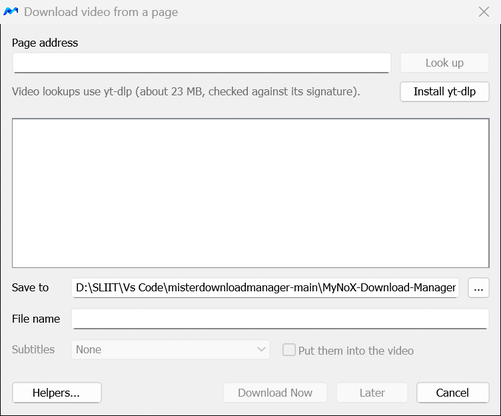 Download video from a page
Page address
Look up
Video lookups use yt-dlp (about 23 MB, checked against its signature).
Install yt-dlp
Save to
D:\SLIIT\Vs Code\misterdownloadmanager-main\MyNoX-Download-Manager
...
File name
Subtitles
None
Put them into the video
Helpers...
Download Now
Later
Cancel